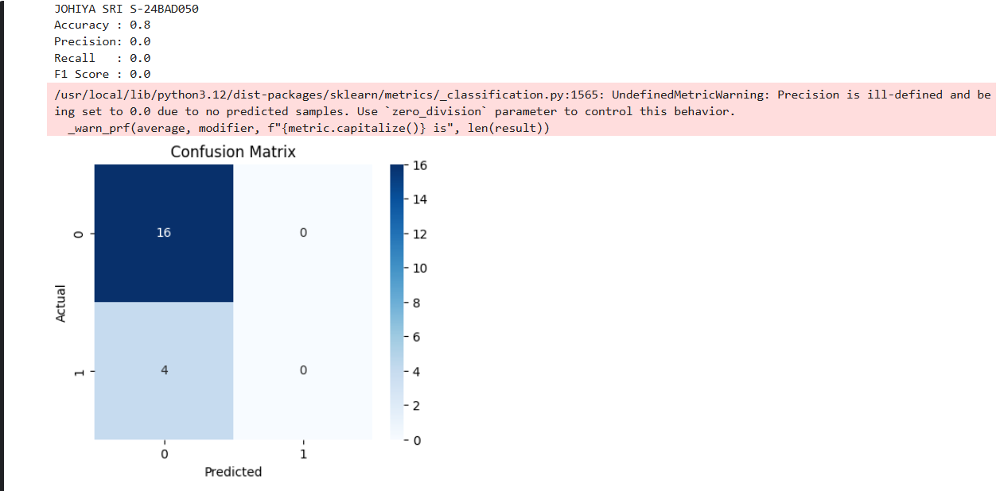 JOHIYA SRI S-24BAD050
Accuracy : 0.8
Precision: 0.0
Recall   : 0.0
F1 Score : 0.0
/usr/local/lib/python3.12/dist-packages/sklearn/metrics/_classification.py:1565: UndefinedMetricWarning: Precision is ill-defined and be
ing set to 0.0 due to no predicted samples. Use `zero_division` parameter to control this behavior.
  _warn_prf(average, modifier, f"{metric.capitalize()} is", len(result))
Confusion Matrix
16
14
12
10
8
6
4
2
0
Actual
0
1
16
0
4
0
0
1
Predicted